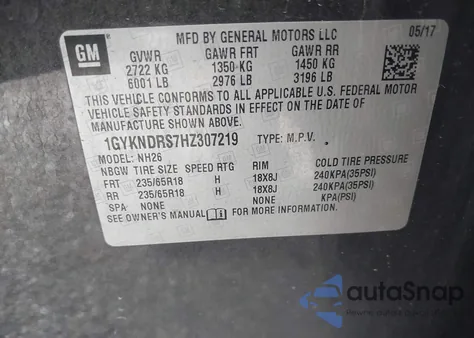 GM
MFD BY GENERAL MOTORS LLC
05/17
GVWR GAWR FRT GAWR RR
2722 KG 1350 KG 1450 KG
6001 LB 2976 LB 3196 LB
THIS VEHICLE CONFORMS TO ALL APPLICABLE U.S. FEDERAL MOTOR
VEHICLE SAFETY STANDARDS IN EFFECT ON THE DATE OF
MANUFACTURE SHOWN ABOVE.
1GYKNDRS7HZ307219 TYPE: M.P.V.
MODEL: NH26
NBGW TIRE SIZE SPEED RTG RIM COLD TIRE PRESSURE
FRT 235/65R18 H 18X8J 240KPA(35PSI)
RR 235/65R18 H 18X8J 240KPA(35PSI)
SPA NONE NONE KPA(PSI)
SEE OWNER'S MANUAL FOR MORE INFORMATION.
autoSnap